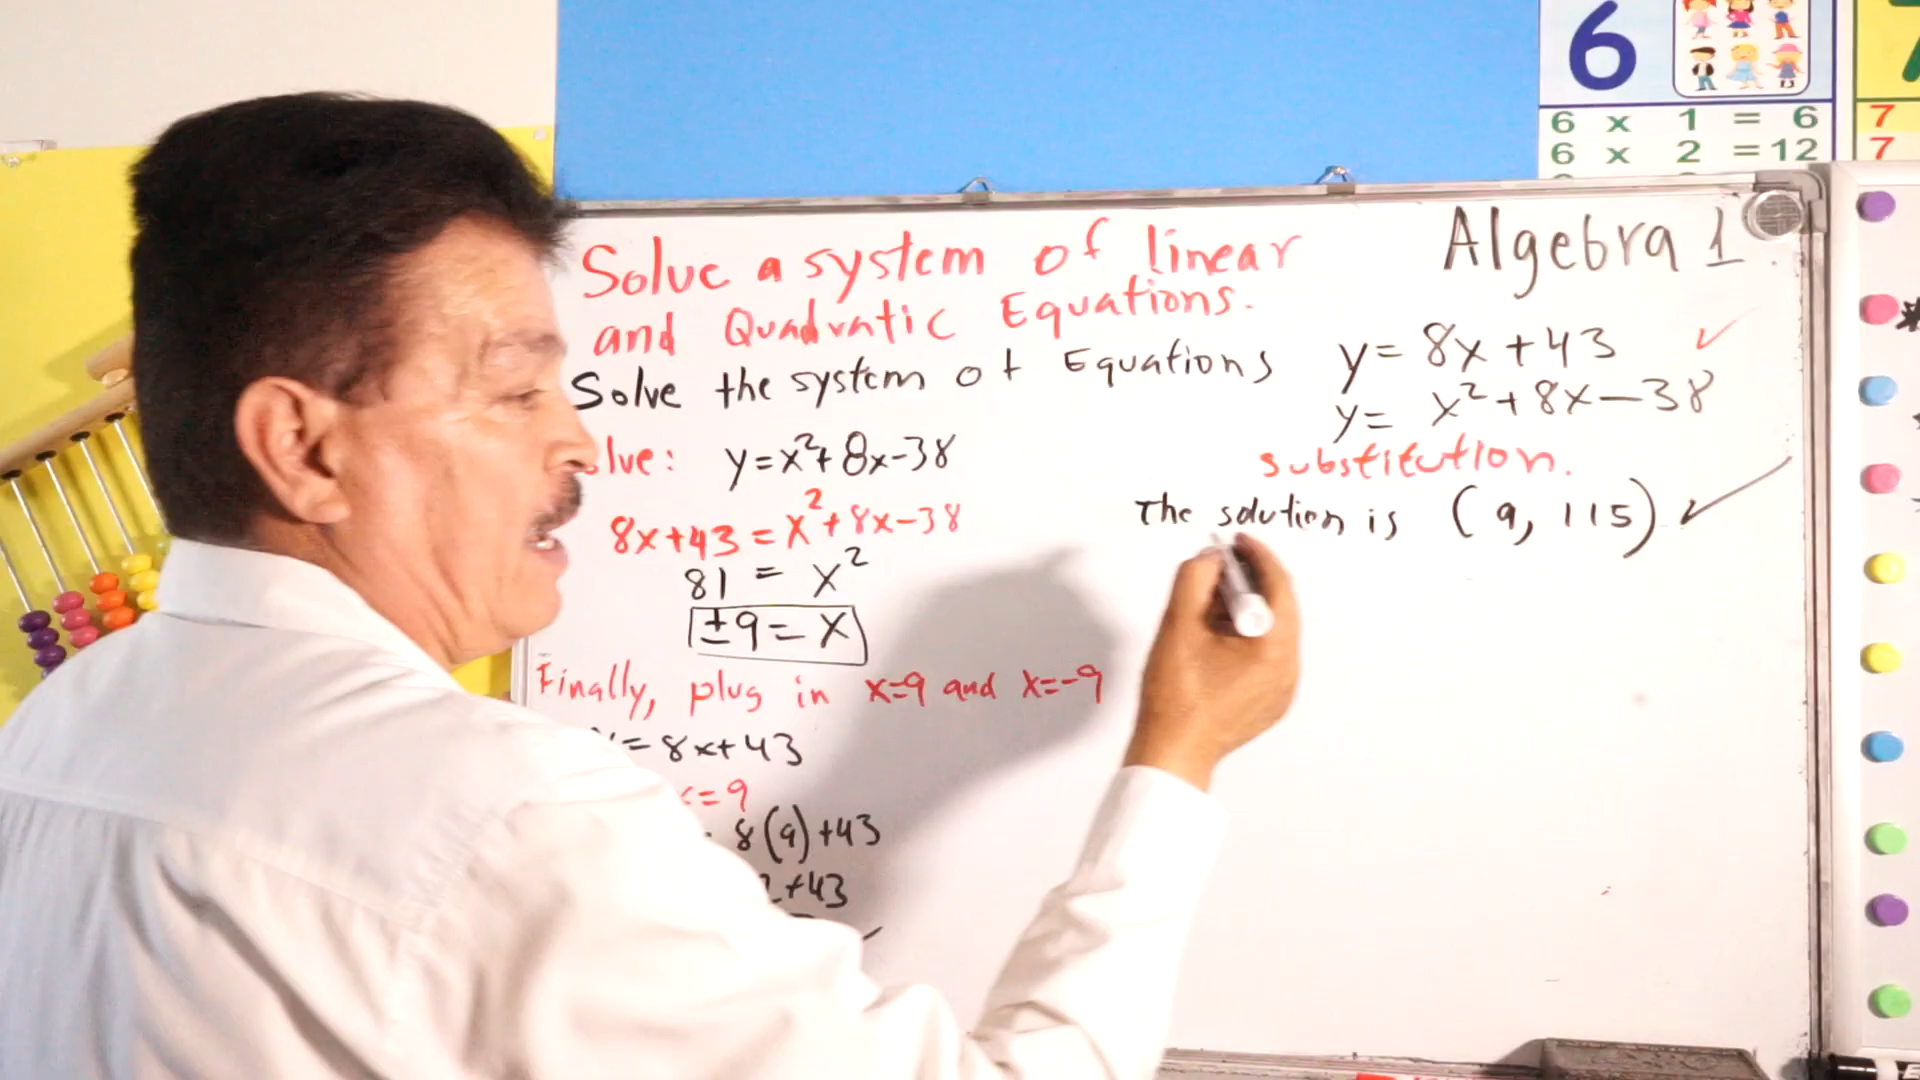 6
6 x 1 = 6
6 x 2 = 12
7
7
Algebra 1
Solve a system of linear
and Quadratic Equations.
Solve the system of Equations
y = 8x + 43 ✓
y = x² + 8x - 38
lve: y = x² + 8x - 38
substitution.
8x + 43 = x² + 8x - 38
The solution is (9, 115) ✓
81 = x²
±9 = x
Finally, plug in x=9 and x=-9
= 8x + 43
= 9
8(9) + 43
+43